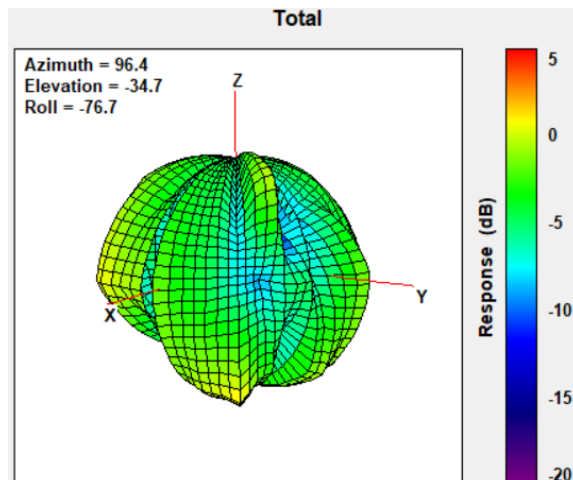 Total
Azimuth = 96.4
Elevation = -34.7
Roll = -76.7
Z
X
Y
Response (dB)
5
0
-5
-10
-15
-20